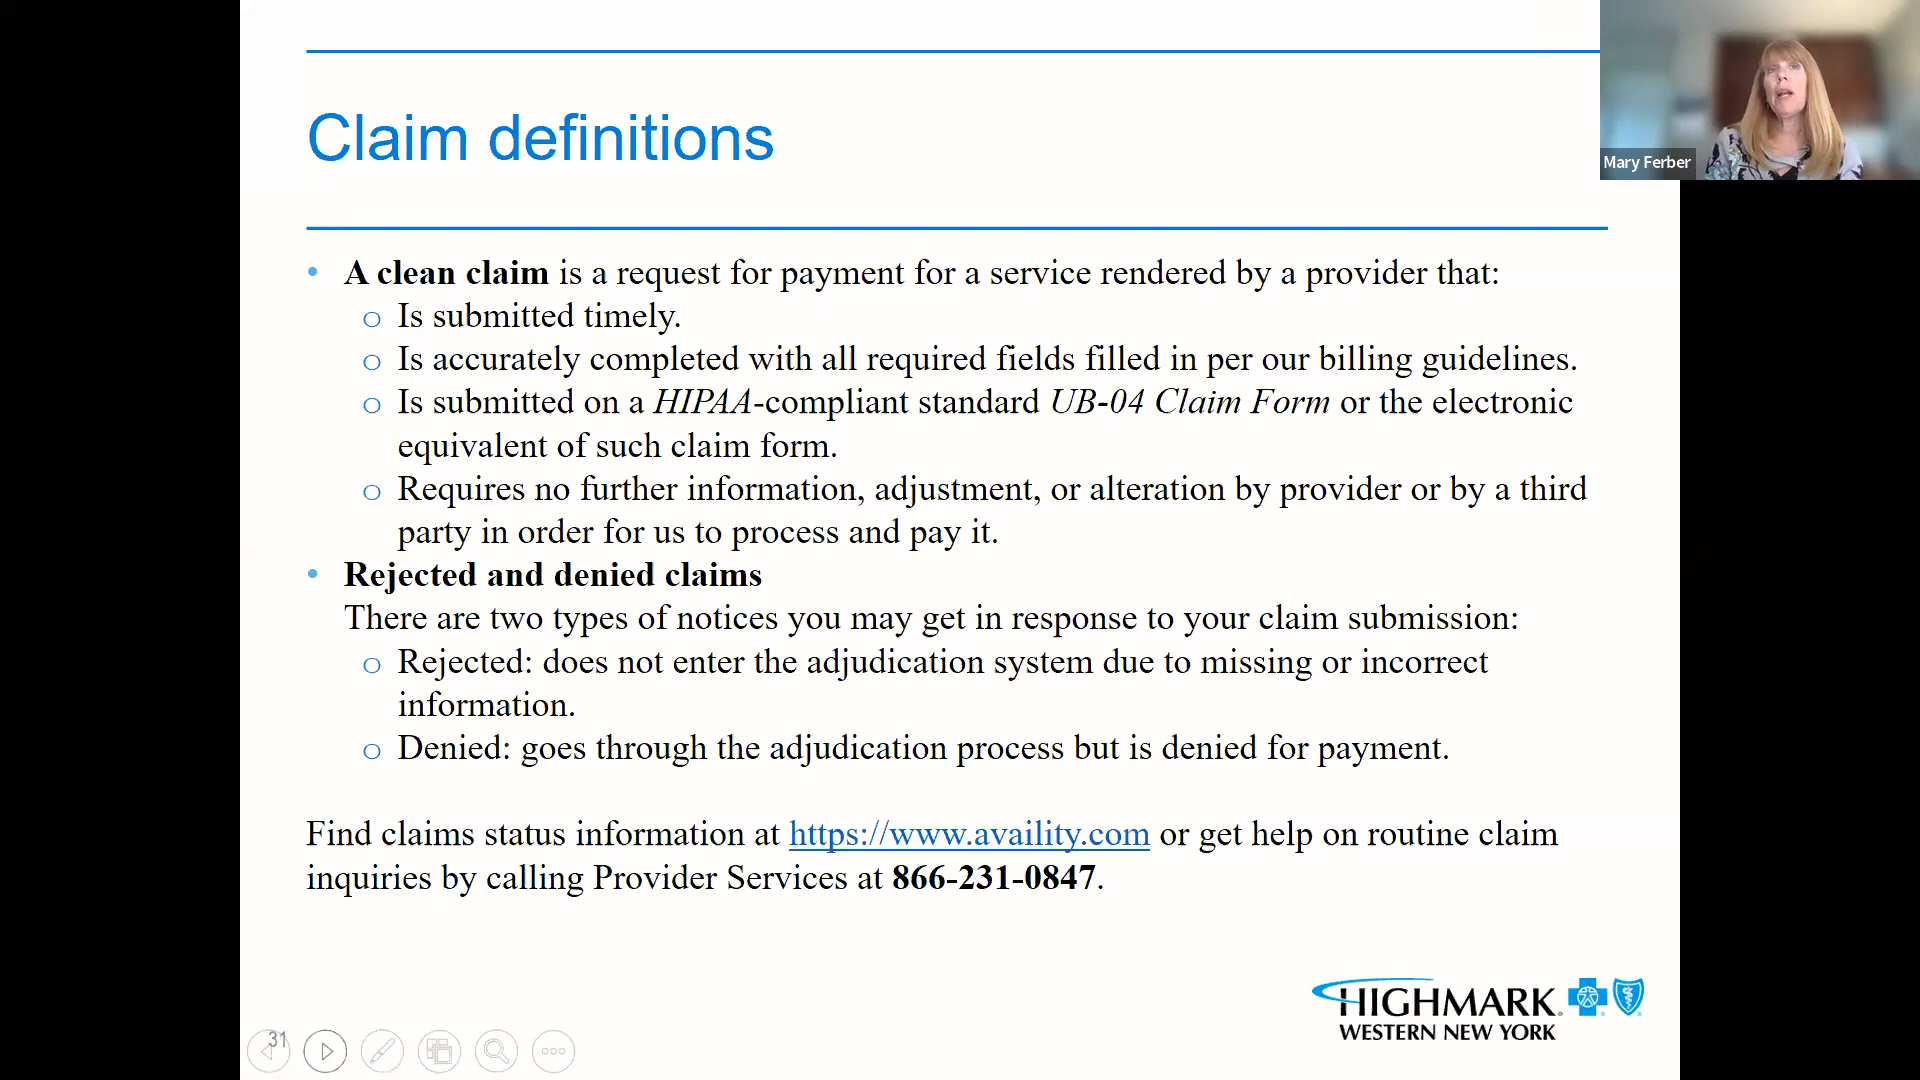 Claim definitions
Mary Ferber
• A clean claim is a request for payment for a service rendered by a provider that:
o Is submitted timely.
o Is accurately completed with all required fields filled in per our billing guidelines.
o Is submitted on a HIPAA-compliant standard UB-04 Claim Form or the electronic
equivalent of such claim form.
o Requires no further information, adjustment, or alteration by provider or by a third
party in order for us to process and pay it.
• Rejected and denied claims
There are two types of notices you may get in response to your claim submission:
o Rejected: does not enter the adjudication system due to missing or incorrect
information.
o Denied: goes through the adjudication process but is denied for payment.
Find claims status information at https://www.availity.com or get help on routine claim
inquiries by calling Provider Services at 866-231-0847.
HIGHMARK
WESTERN NEW YORK
31